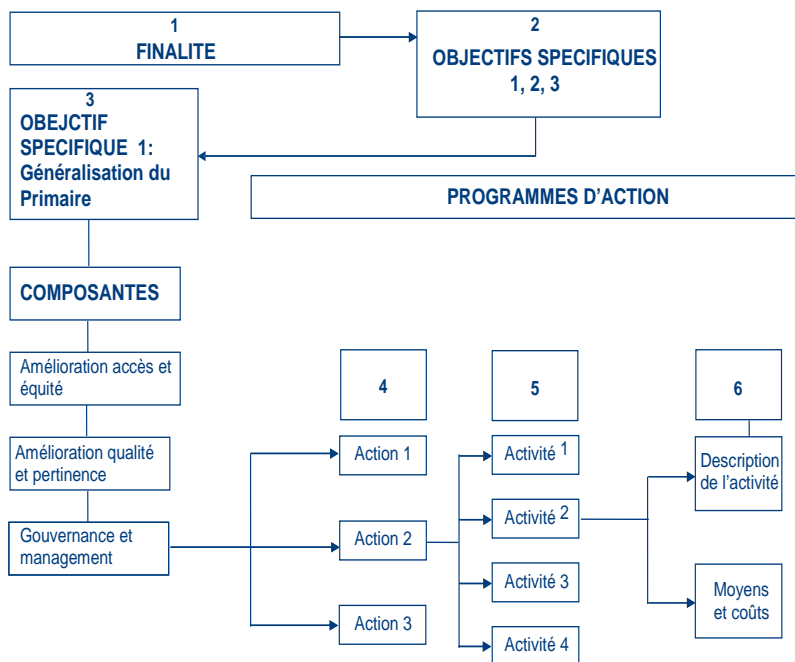 1
FINALITE
2
OBJECTIFS SPECIFIQUES
1, 2, 3
3
OBEJCTIF
SPECIFIQUE 1:
Généralisation du
Primaire
PROGRAMMES D'ACTION
COMPOSANTES
Amélioration accès et
équité
4
5
6
Amélioration qualité
et pertinence
Action 1
Activité 1
Description
de l'activité
Gouvernance et
management
Action 2
Activité 2
Activité 3
Moyens
et coûts
Action 3
Activité 4